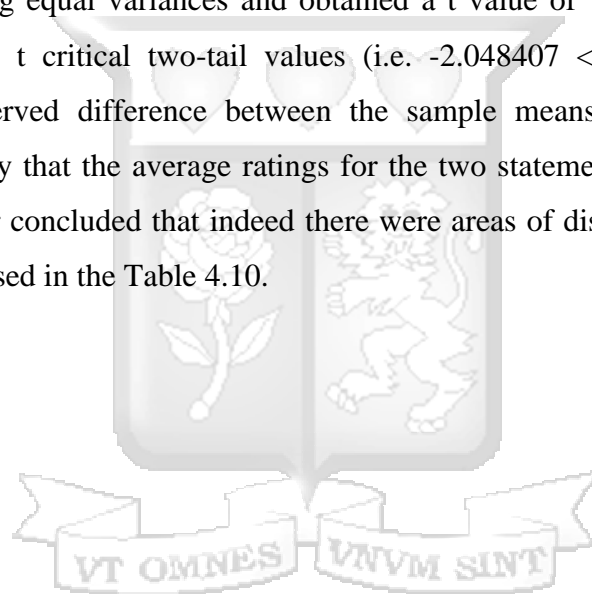 ng equal variances and obtained a t value of
t critical two-tail values (i.e. -2.048407 <
erved difference between the sample means
y that the average ratings for the two stateme
r concluded that indeed there were areas of dis
sed in the Table 4.10.
VT OMNES VNVM SINT